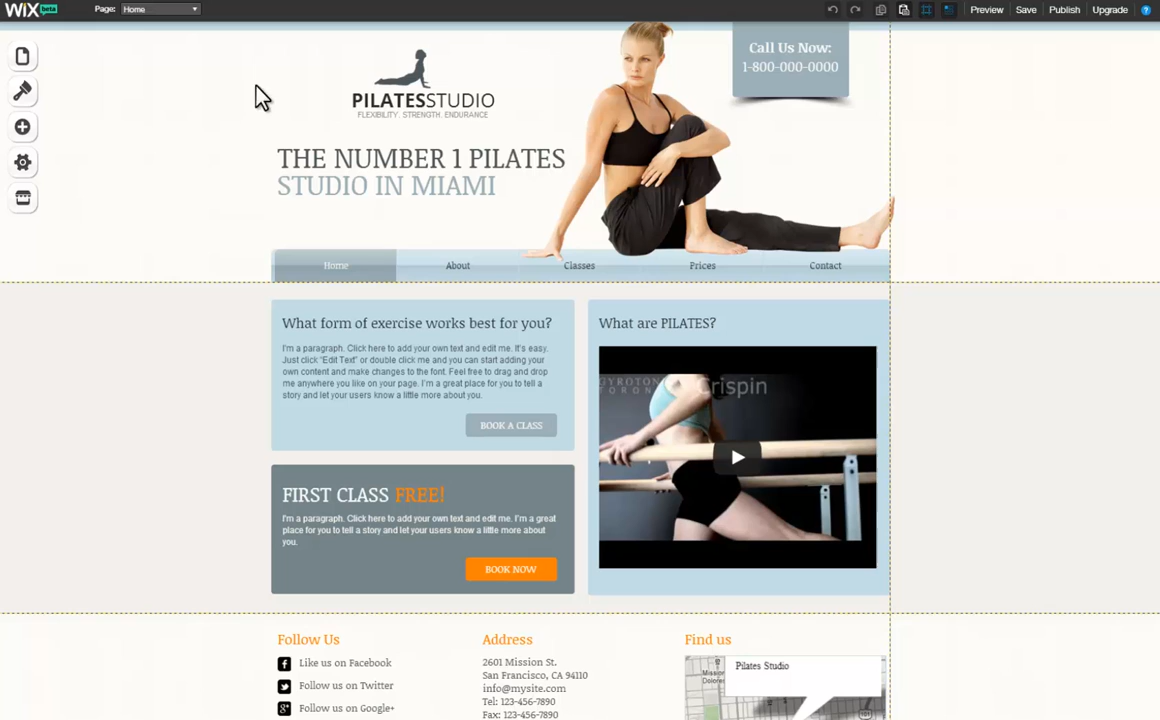 WiX beta
Page: Home
Preview Save Publish Upgrade ?
Call Us Now:
1-800-000-0000
PILATESSTUDIO
FLEXIBILITY. STRENGTH. ENDURANCE
THE NUMBER 1 PILATES
STUDIO IN MIAMI
Home About Classes Prices Contact
What form of exercise works best for you?
I'm a paragraph. Click here to add your own text and edit me. It's easy.
Just click "Edit Text" or double click me and you can start adding your
own content and make changes to the font. Feel free to drag and drop
me anywhere you like on your page. I'm a great place for you to tell a
story and let your users know a little more about you.
BOOK A CLASS
What are PILATES?
GYROTON Crispin
TORON
FIRST CLASS FREE!
I'm a paragraph. Click here to add your own text and edit me. I'm a great
place for you to tell a story and let your users know a little more about
you.
BOOK NOW
Follow Us
Like us on Facebook
Follow us on Twitter
Follow us on Google+
Address
2601 Mission St.
San Francisco, CA 94110
info@mysite.com
Tel: 123-456-7890
Fax: 123-456-7890
Find us
Pilates Studio
Mission
Dolores
101